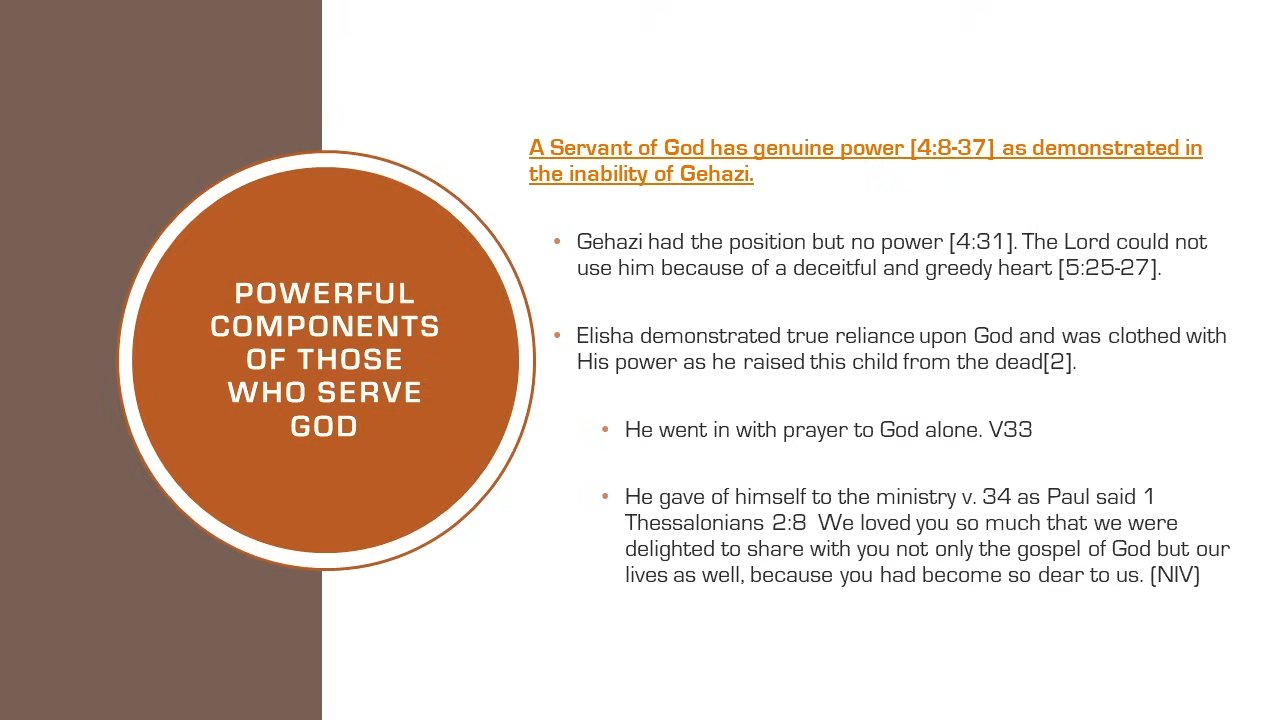 POWERFUL
COMPONENTS
OF THOSE
WHO SERVE
GOD
A Servant of God has genuine power [4:8-37] as demonstrated in
the inability of Gehazi.
• Gehazi had the position but no power [4:31]. The Lord could not
use him because of a deceitful and greedy heart [5:25-27].
• Elisha demonstrated true reliance upon God and was clothed with
His power as he raised this child from the dead[2].
• He went in with prayer to God alone. V33
• He gave of himself to the ministry v. 34 as Paul said 1
Thessalonians 2:8 We loved you so much that we were
delighted to share with you not only the gospel of God but our
lives as well, because you had become so dear to us. (NIV)